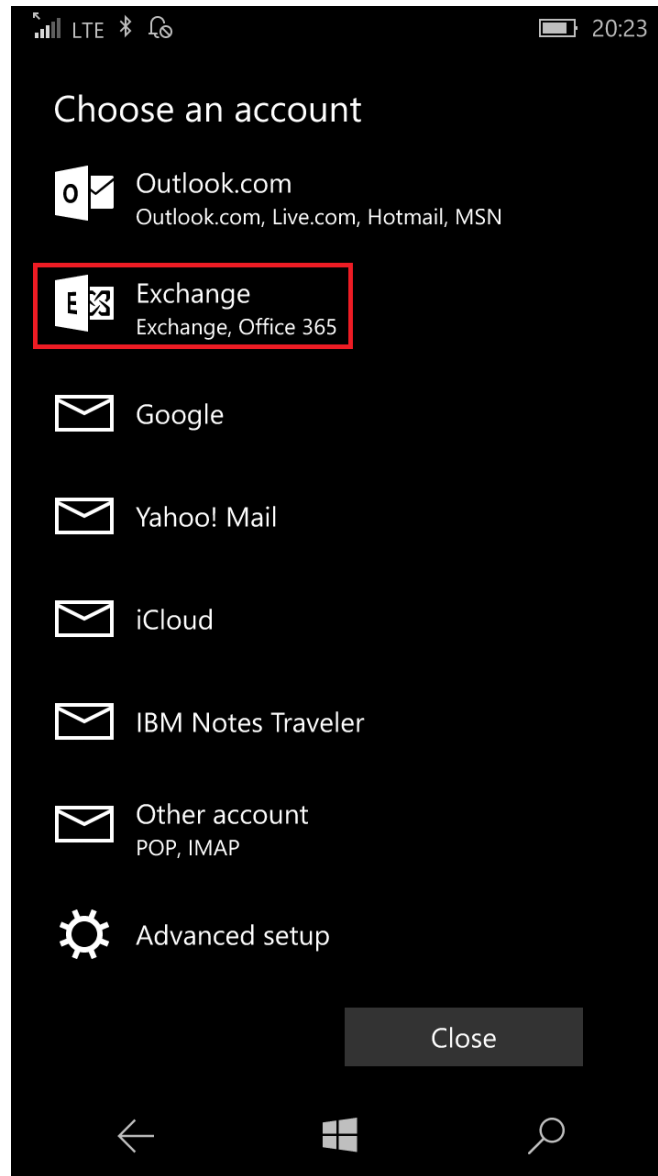 LTE 20:23
Choose an account
Outlook.com
Outlook.com, Live.com, Hotmail, MSN
Exchange
Exchange, Office 365
Google
Yahoo! Mail
iCloud
IBM Notes Traveler
Other account
POP, IMAP
Advanced setup
Close